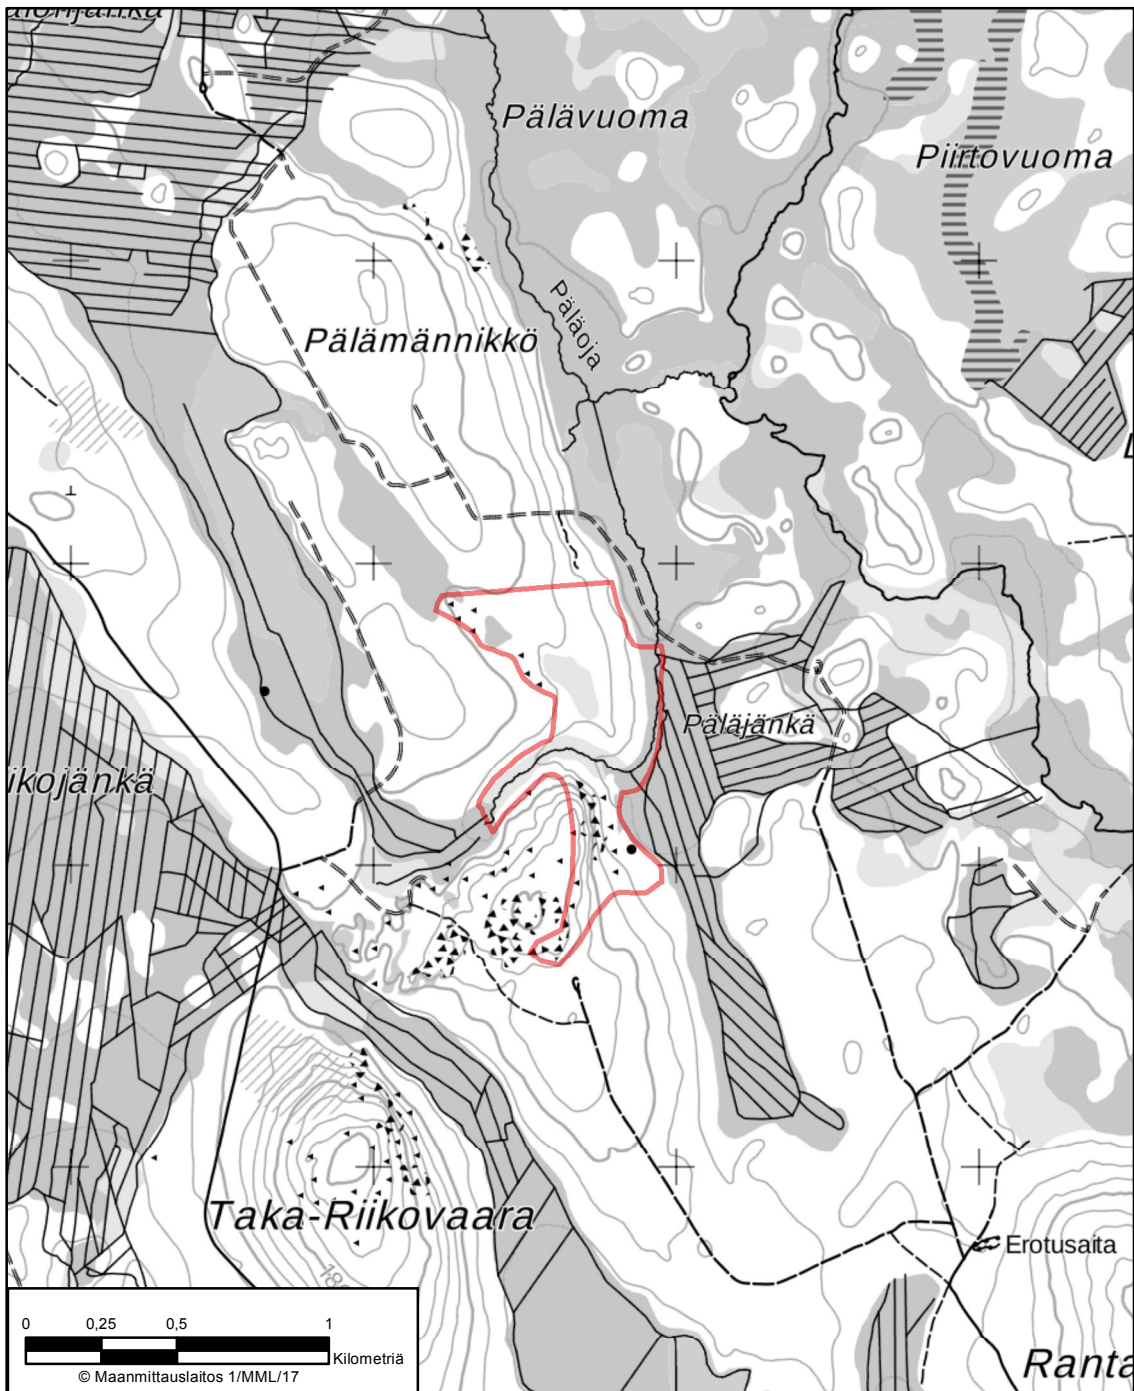 Pälävuoma
Piirtovuoma
Päläoja
Pälämännikkö
Päläjänkä
ikojänkä
Taka-Riikovaara
Erotusaita
Ranta
0 0,25 0,5 1
Kilometriä
© Maanmittauslaitos 1/MML/17